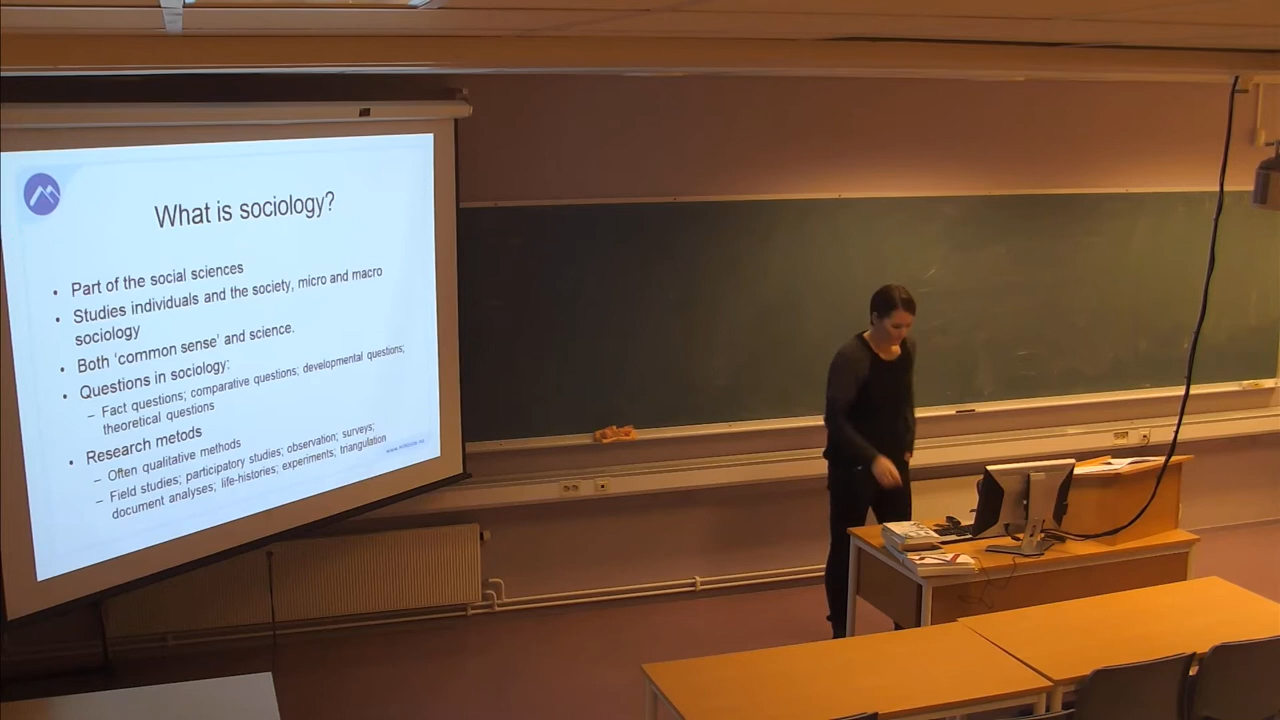 What is sociology?
• Part of the social sciences
• Studies individuals and the society, micro and macro
sociology
• Both 'common sense' and science.
• Questions in sociology:
– Fact questions; comparative questions; developmental questions;
theoretical questions
• Research metods
– Often qualitative methods
– Field studies; participatory studies; observation; surveys;
document analyses; life-histories; experiments; triangulation